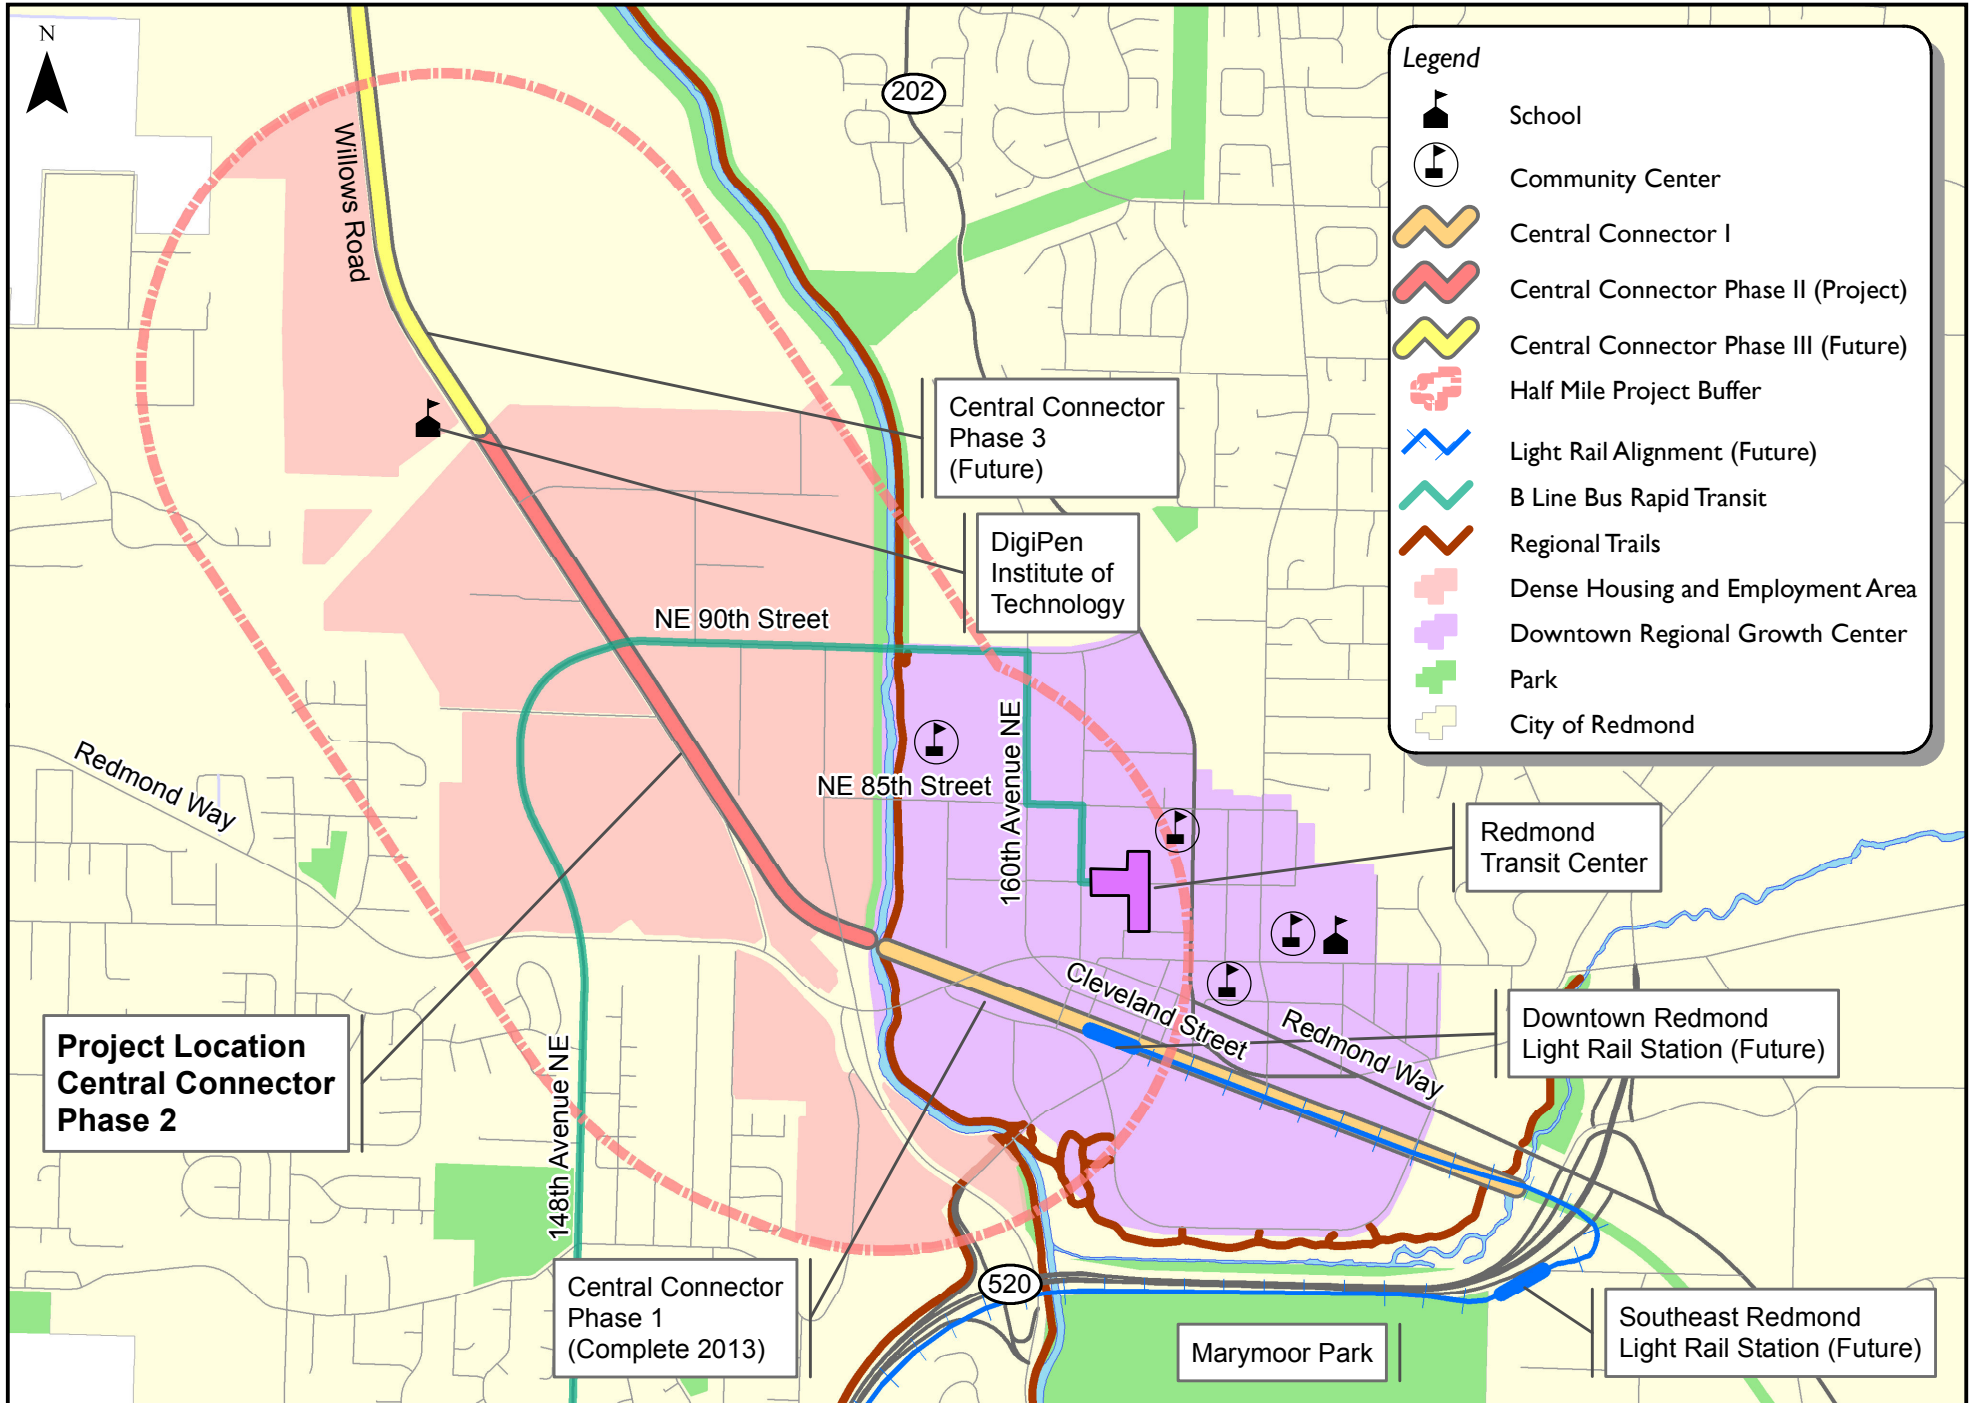 N
202
Willows Road
Legend
School
Community Center
Central Connector I
Central Connector Phase II (Project)
Central Connector Phase III (Future)
Half Mile Project Buffer
Light Rail Alignment (Future)
B Line Bus Rapid Transit
Regional Trails
Dense Housing and Employment Area
Downtown Regional Growth Center
Park
City of Redmond
Central Connector
Phase 3
(Future)
DigiPen
Institute of
Technology
NE 90th Street
160th Avenue NE
NE 85th Street
Redmond Way
Redmond
Transit Center
Cleveland Street
Redmond Way
Downtown Redmond
Light Rail Station (Future)
Project Location
Central Connector
Phase 2
148th Avenue NE
Central Connector
Phase 1
(Complete 2013)
520
Marymoor Park
Southeast Redmond
Light Rail Station (Future)